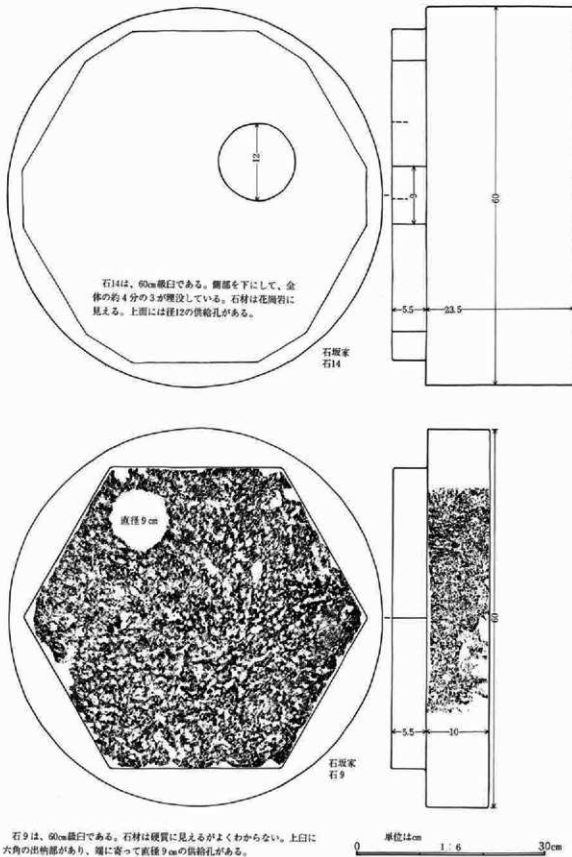 12
9
60
5.5
23.5
石14は、60㎝級臼である。側部を下にして、全
体の約4分の3が埋没している。石材は花崗岩に
見える。上面には径12の供給孔がある。
石坂家
石14
直径9㎝
60
5.5
10
石坂家
石9
石9は、60㎝級臼である。石材は硬質に見えるがよくわからない。上臼に
六角の出柄部があり、端に寄って直径9㎝の供給孔がある。
単位は㎝
0 1:6 30㎝